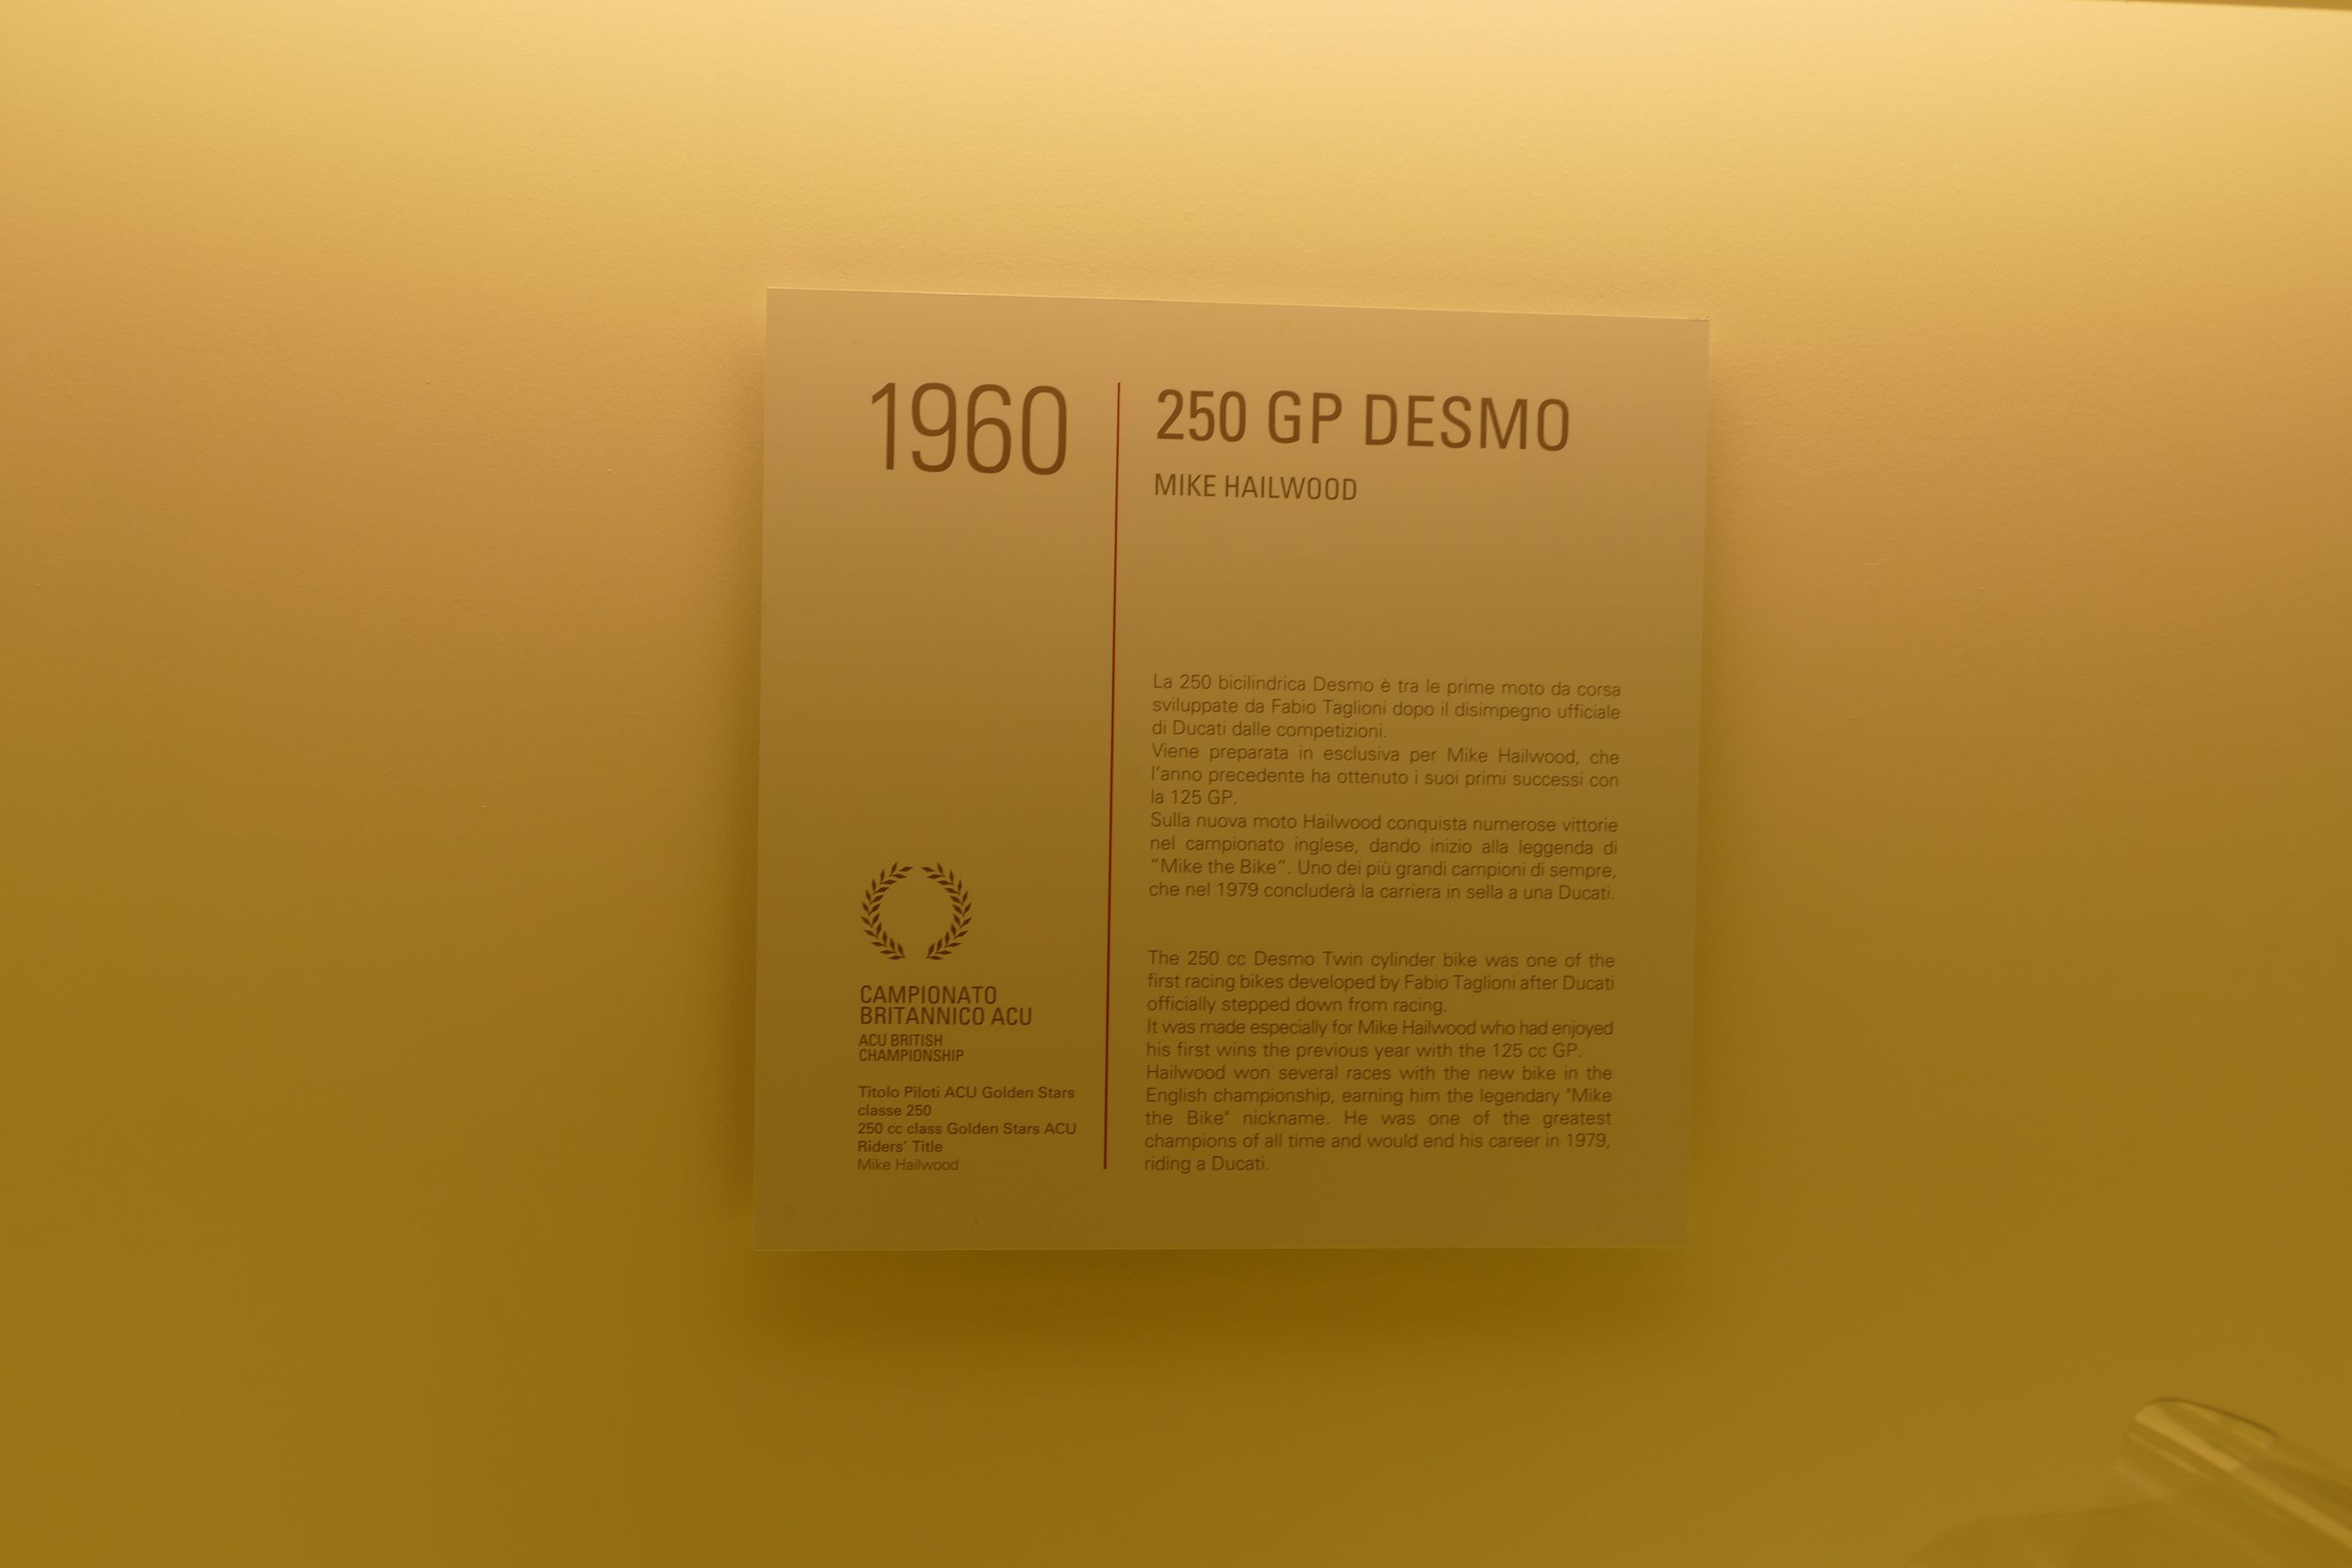 1960
250 GP DESMO
MIKE HAILWOOD
La 250 bicilindrica Desmo è tra le prime moto da corsa
sviluppate da Fabio Taglioni dopo il disimpegno ufficiale
di Ducati dalle competizioni.
Viene preparata in esclusiva per Mike Hailwood, che
l'anno precedente ha ottenuto i suoi primi successi con
la 125 GP.
Sulla nuova moto Hailwood conquista numerose vittorie
nel campionato inglese, dando inizio alla leggenda di
“Mike the Bike”. Uno dei più grandi campioni di sempre,
che nel 1979 concluderà la carriera in sella a una Ducati.
The 250 cc Desmo Twin cylinder bike was one of the
first racing bikes developed by Fabio Taglioni after Ducati
officially stepped down from racing.
It was made especially for Mike Hailwood who had enjoyed
his first wins the previous year with the 125 cc GP.
Hailwood won several races with the new bike in the
English championship, earning him the legendary "Mike
the Bike" nickname. He was one of the greatest
champions of all time and would end his career in 1979,
riding a Ducati.
CAMPIONATO
BRITANNICO ACU
ACU BRITISH
CHAMPIONSHIP
Titolo Piloti ACU Golden Stars
classe 250
250 cc class Golden Stars ACU
Riders' Title
Mike Hailwood